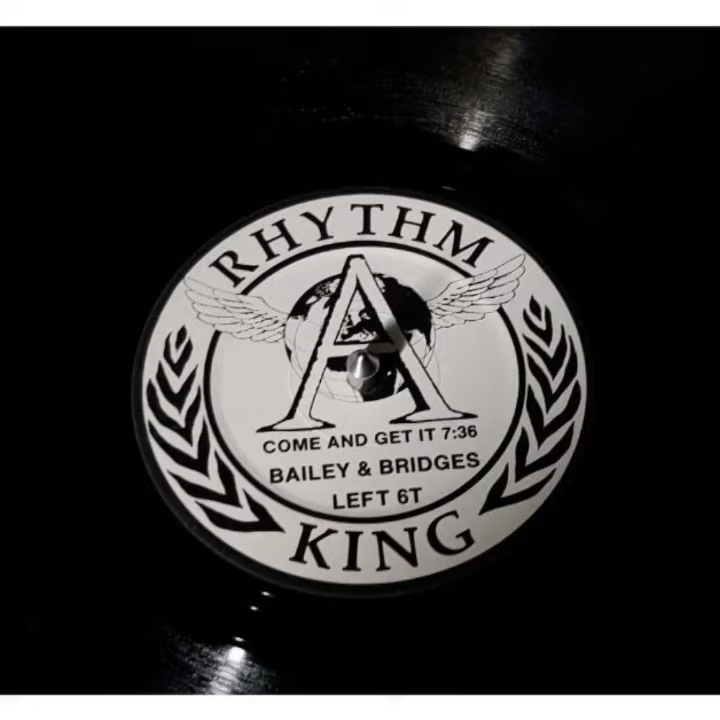 RHYTHM
A
COME AND GET IT 7:36
BAILEY & BRIDGES
LEFT 6T
KING